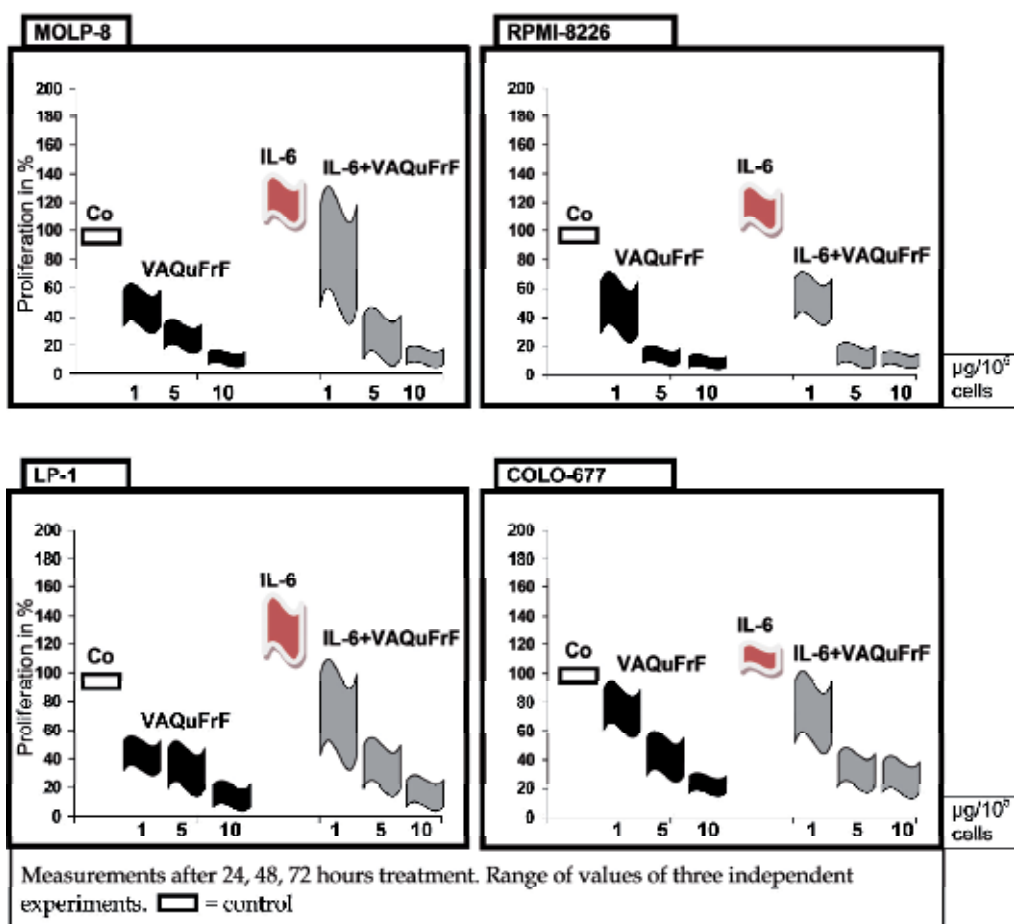 MOLP-8
RPMI-8226
Proliferation in %
200
180
160
140
120
100
80
60
40
20
0
Co
VAQuFrF
IL-6
IL-6+VAQuFrF
1 5 10 1 5 10
200
180
160
140
120
100
80
60
40
20
0
Co
VAQuFrF
IL-6
IL-6+VAQuFrF
1 5 10 1 5 10
cells
LP-1
COLO-677
Proliferation in %
200
180
160
140
120
100
80
60
40
20
0
Co
VAQuFrF
IL-6
IL-6+VAQuFrF
1 5 10 1 5 10
200
180
160
140
120
100
80
60
40
20
0
Co
VAQuFrF
IL-6
IL-6+VAQuFrF
1 5 10 1 5 10
cells
Measurements after 24, 48, 72 hours treatment. Range of values of three independent
experiments. = control